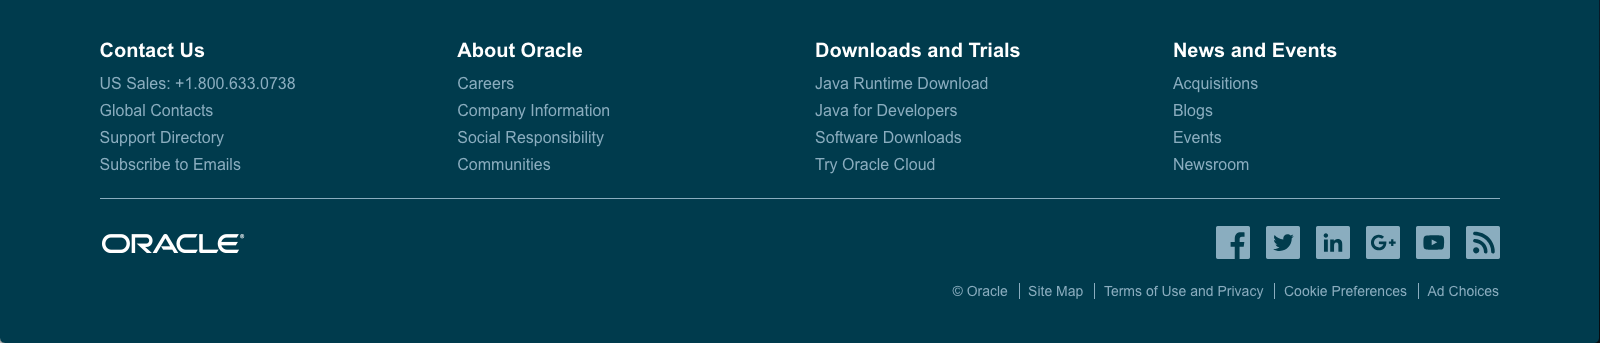 Contact Us
US Sales: +1.800.633.0738
Global Contacts
Support Directory
Subscribe to Emails
About Oracle
Careers
Company Information
Social Responsibility
Communities
Downloads and Trials
Java Runtime Download
Java for Developers
Software Downloads
Try Oracle Cloud
News and Events
Acquisitions
Blogs
Events
Newsroom
ORACLE®
© Oracle | Site Map | Terms of Use and Privacy | Cookie Preferences | Ad Choices